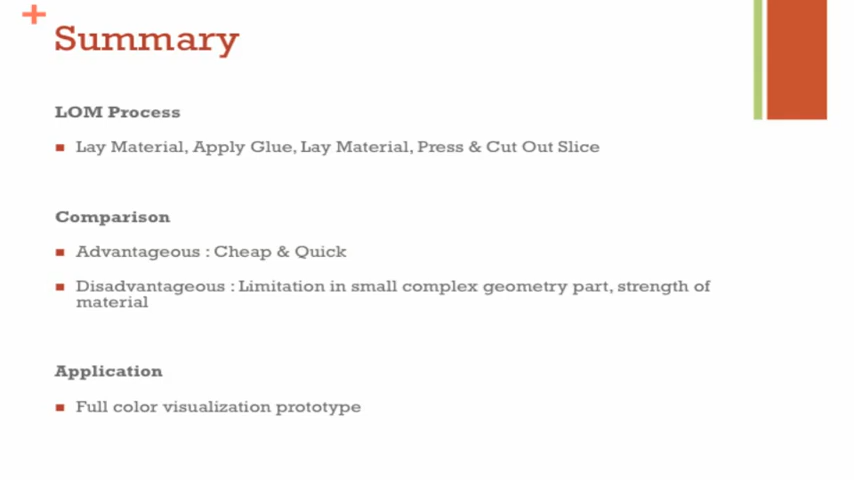 Summary
LOM Process
Lay Material, Apply Glue, Lay Material, Press & Cut Out Slice
Comparison
Advantageous : Cheap & Quick
Disadvantageous : Limitation in small complex geometry part, strength of
material
Application
Full color visualization prototype